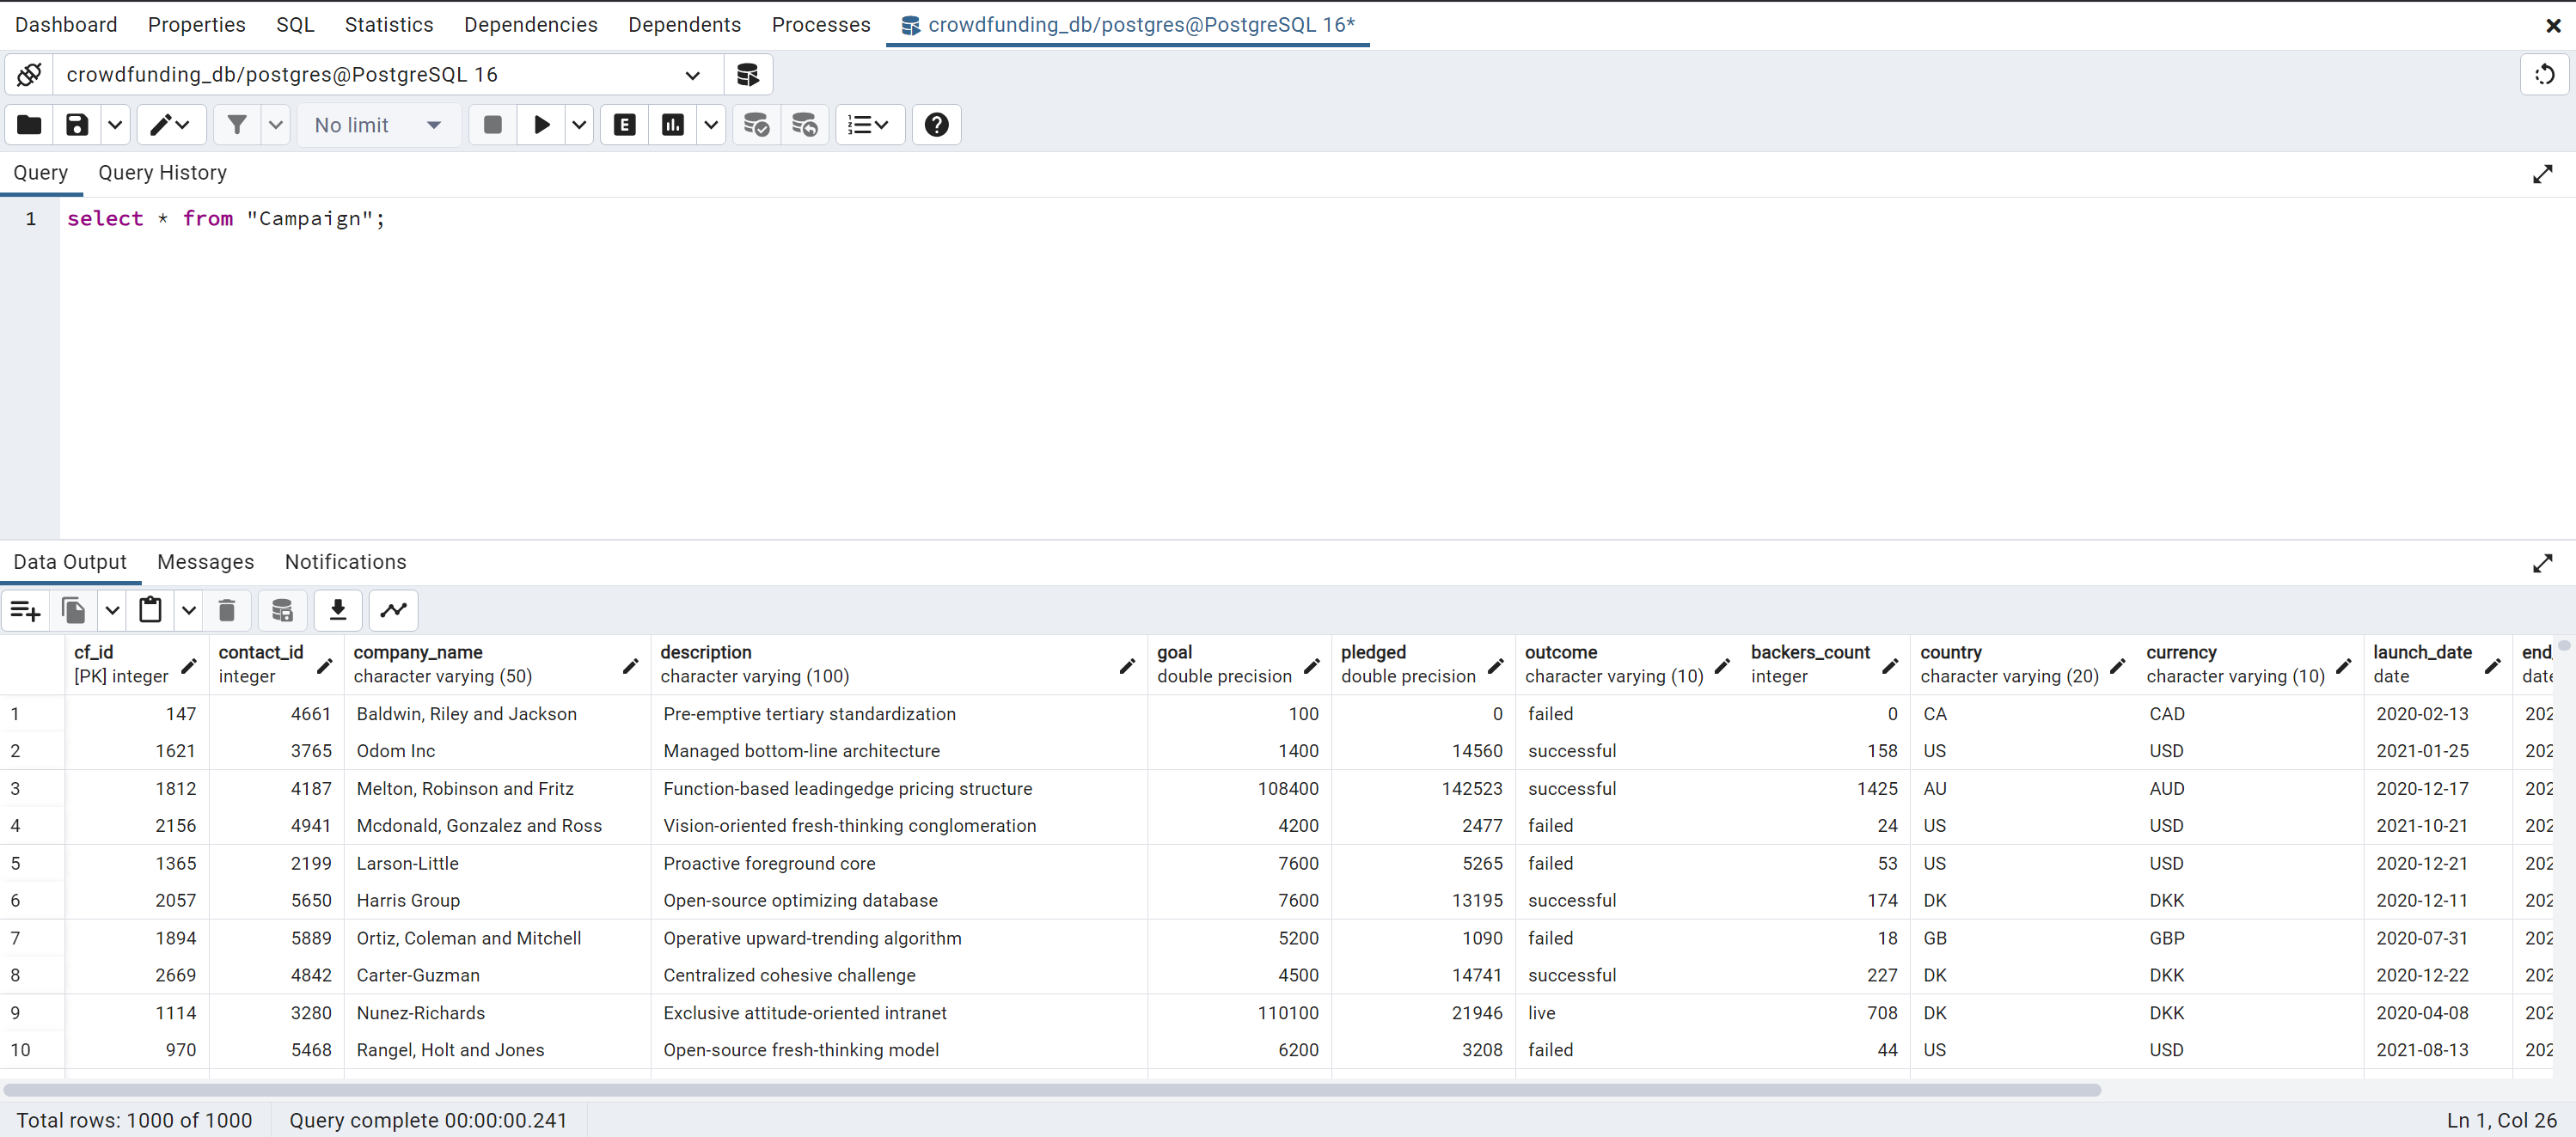 Dashboard Properties SQL Statistics Dependencies Dependents Processes crowdfunding_db/postgres@PostgreSQL 16*
crowdfunding_db/postgres@PostgreSQL 16
No limit E
Query Query History
1 select * from "Campaign";
Data Output Messages Notifications
cf_id contact_id company_name description goal pledged outcome backers_count country currency launch_date end_
[PK] integer integer character varying (50) character varying (100) double precision double precision character varying (10) integer character varying (20) character varying (10) date date
1 147 4661 Baldwin, Riley and Jackson Pre-emptive tertiary standardization 100 0 failed 0 CA CAD 2020-02-13 202
2 1621 3765 Odom Inc Managed bottom-line architecture 1400 14560 successful 158 US USD 2021-01-25 202
3 1812 4187 Melton, Robinson and Fritz Function-based leadingedge pricing structure 108400 142523 successful 1425 AU AUD 2020-12-17 202
4 2156 4941 Mcdonald, Gonzalez and Ross Vision-oriented fresh-thinking conglomeration 4200 2477 failed 24 US USD 2021-10-21 202
5 1365 2199 Larson-Little Proactive foreground core 7600 5265 failed 53 US USD 2020-12-21 202
6 2057 5650 Harris Group Open-source optimizing database 7600 13195 successful 174 DK DKK 2020-12-11 202
7 1894 5889 Ortiz, Coleman and Mitchell Operative upward-trending algorithm 5200 1090 failed 18 GB GBP 2020-07-31 202
8 2669 4842 Carter-Guzman Centralized cohesive challenge 4500 14741 successful 227 DK DKK 2020-12-22 202
9 1114 3280 Nunez-Richards Exclusive attitude-oriented intranet 110100 21946 live 708 DK DKK 2020-04-08 202
10 970 5468 Rangel, Holt and Jones Open-source fresh-thinking model 6200 3208 failed 44 US USD 2021-08-13 202
Total rows: 1000 of 1000 Query complete 00:00:00.241 Ln 1, Col 26